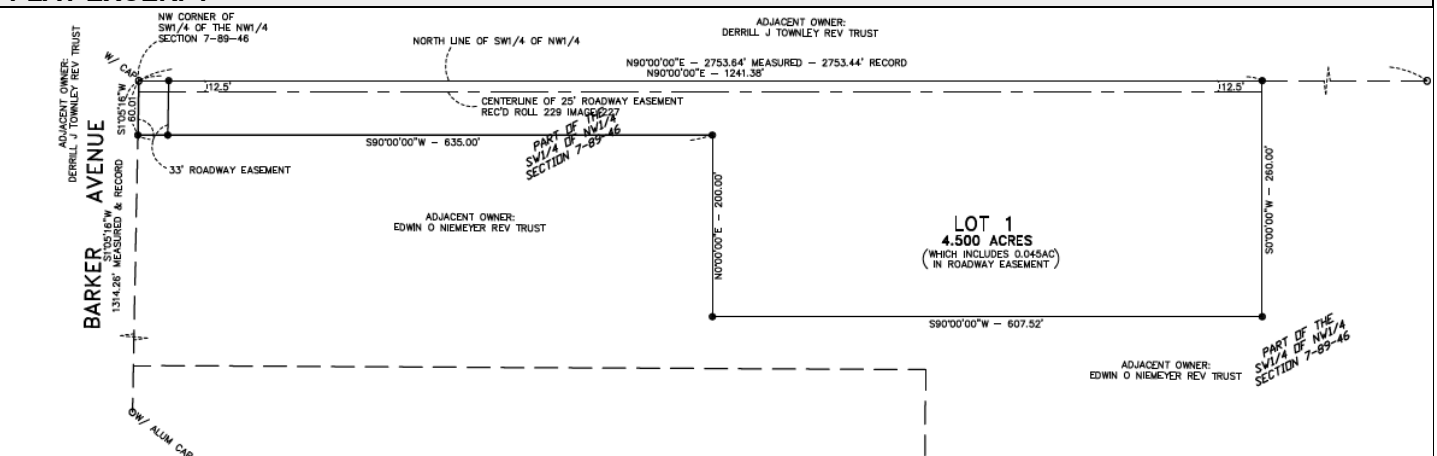 NW CORNER OF
SW1/4 OF THE NW1/4
SECTION 7-89-46
W/ CAP
ADJACENT OWNER:
DERRILL J TOWNLEY REV TRUST
NORTH LINE OF SW1/4 OF NW1/4
ADJACENT OWNER:
DERRILL J TOWNLEY REV TRUST
N90°00'00"E - 2753.64' MEASURED - 2753.44' RECORD
N90°00'00"E - 1241.38'
12.5'
12.5'
S1°05'16"W
60.01'
CENTERLINE OF 25' ROADWAY EASEMENT
REC'D ROLL 229 IMAGE 227
S90°00'00"W - 635.00'
PART OF THE
SW1/4 OF NW1/4
SECTION 7-89-46
33' ROADWAY EASEMENT
BARKER AVENUE
S1°05'16"W
1314.26' MEASURED & RECORD
ADJACENT OWNER:
EDWIN O NIEMEYER REV TRUST
N0°00'00"E - 200.00'
LOT 1
4.500 ACRES
(WHICH INCLUDES 0.045AC
IN ROADWAY EASEMENT)
S0°00'00"W - 260.00'
S90°00'00"W - 607.52'
PART OF THE
SW1/4 OF NW1/4
SECTION 7-89-46
ADJACENT OWNER:
EDWIN O NIEMEYER REV TRUST
W/ ALUM CAP